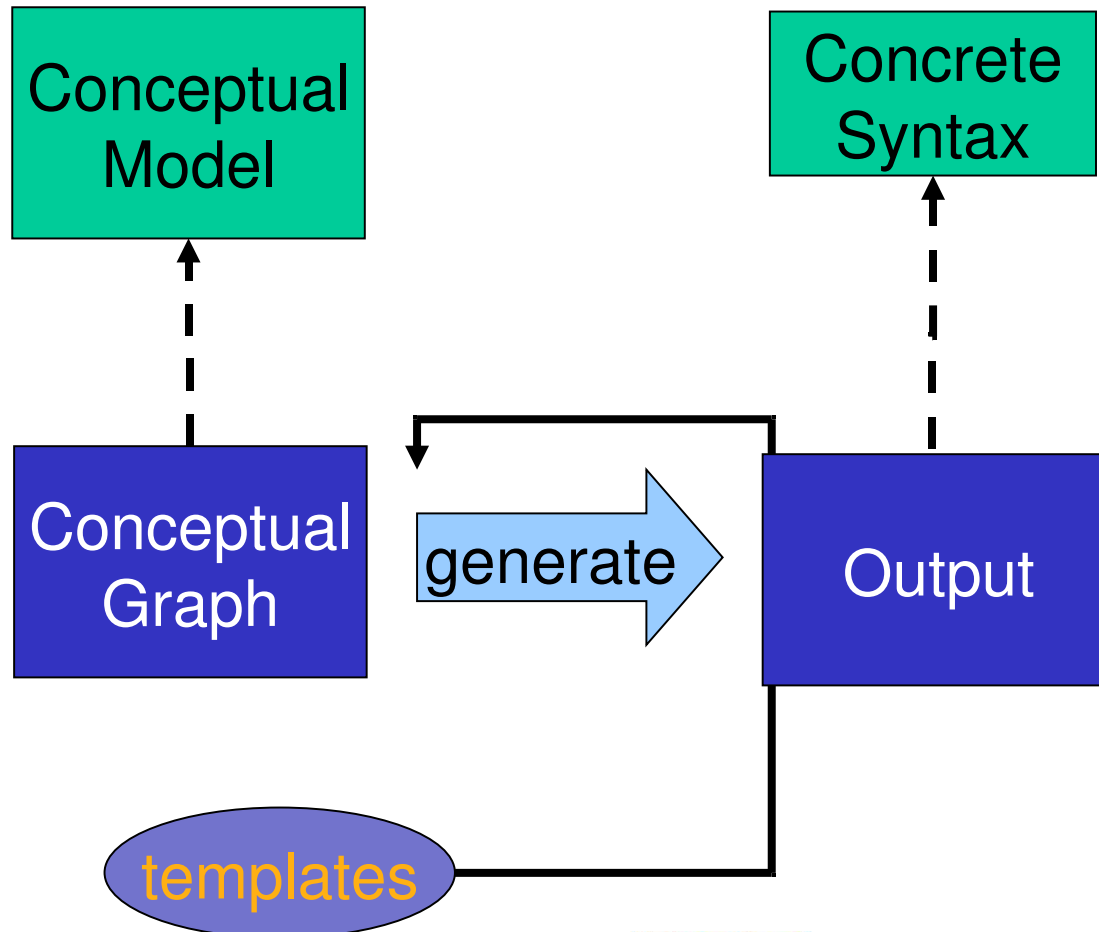 Conceptual
Model
Concrete
Syntax
Conceptual
Graph
generate
Output
templates